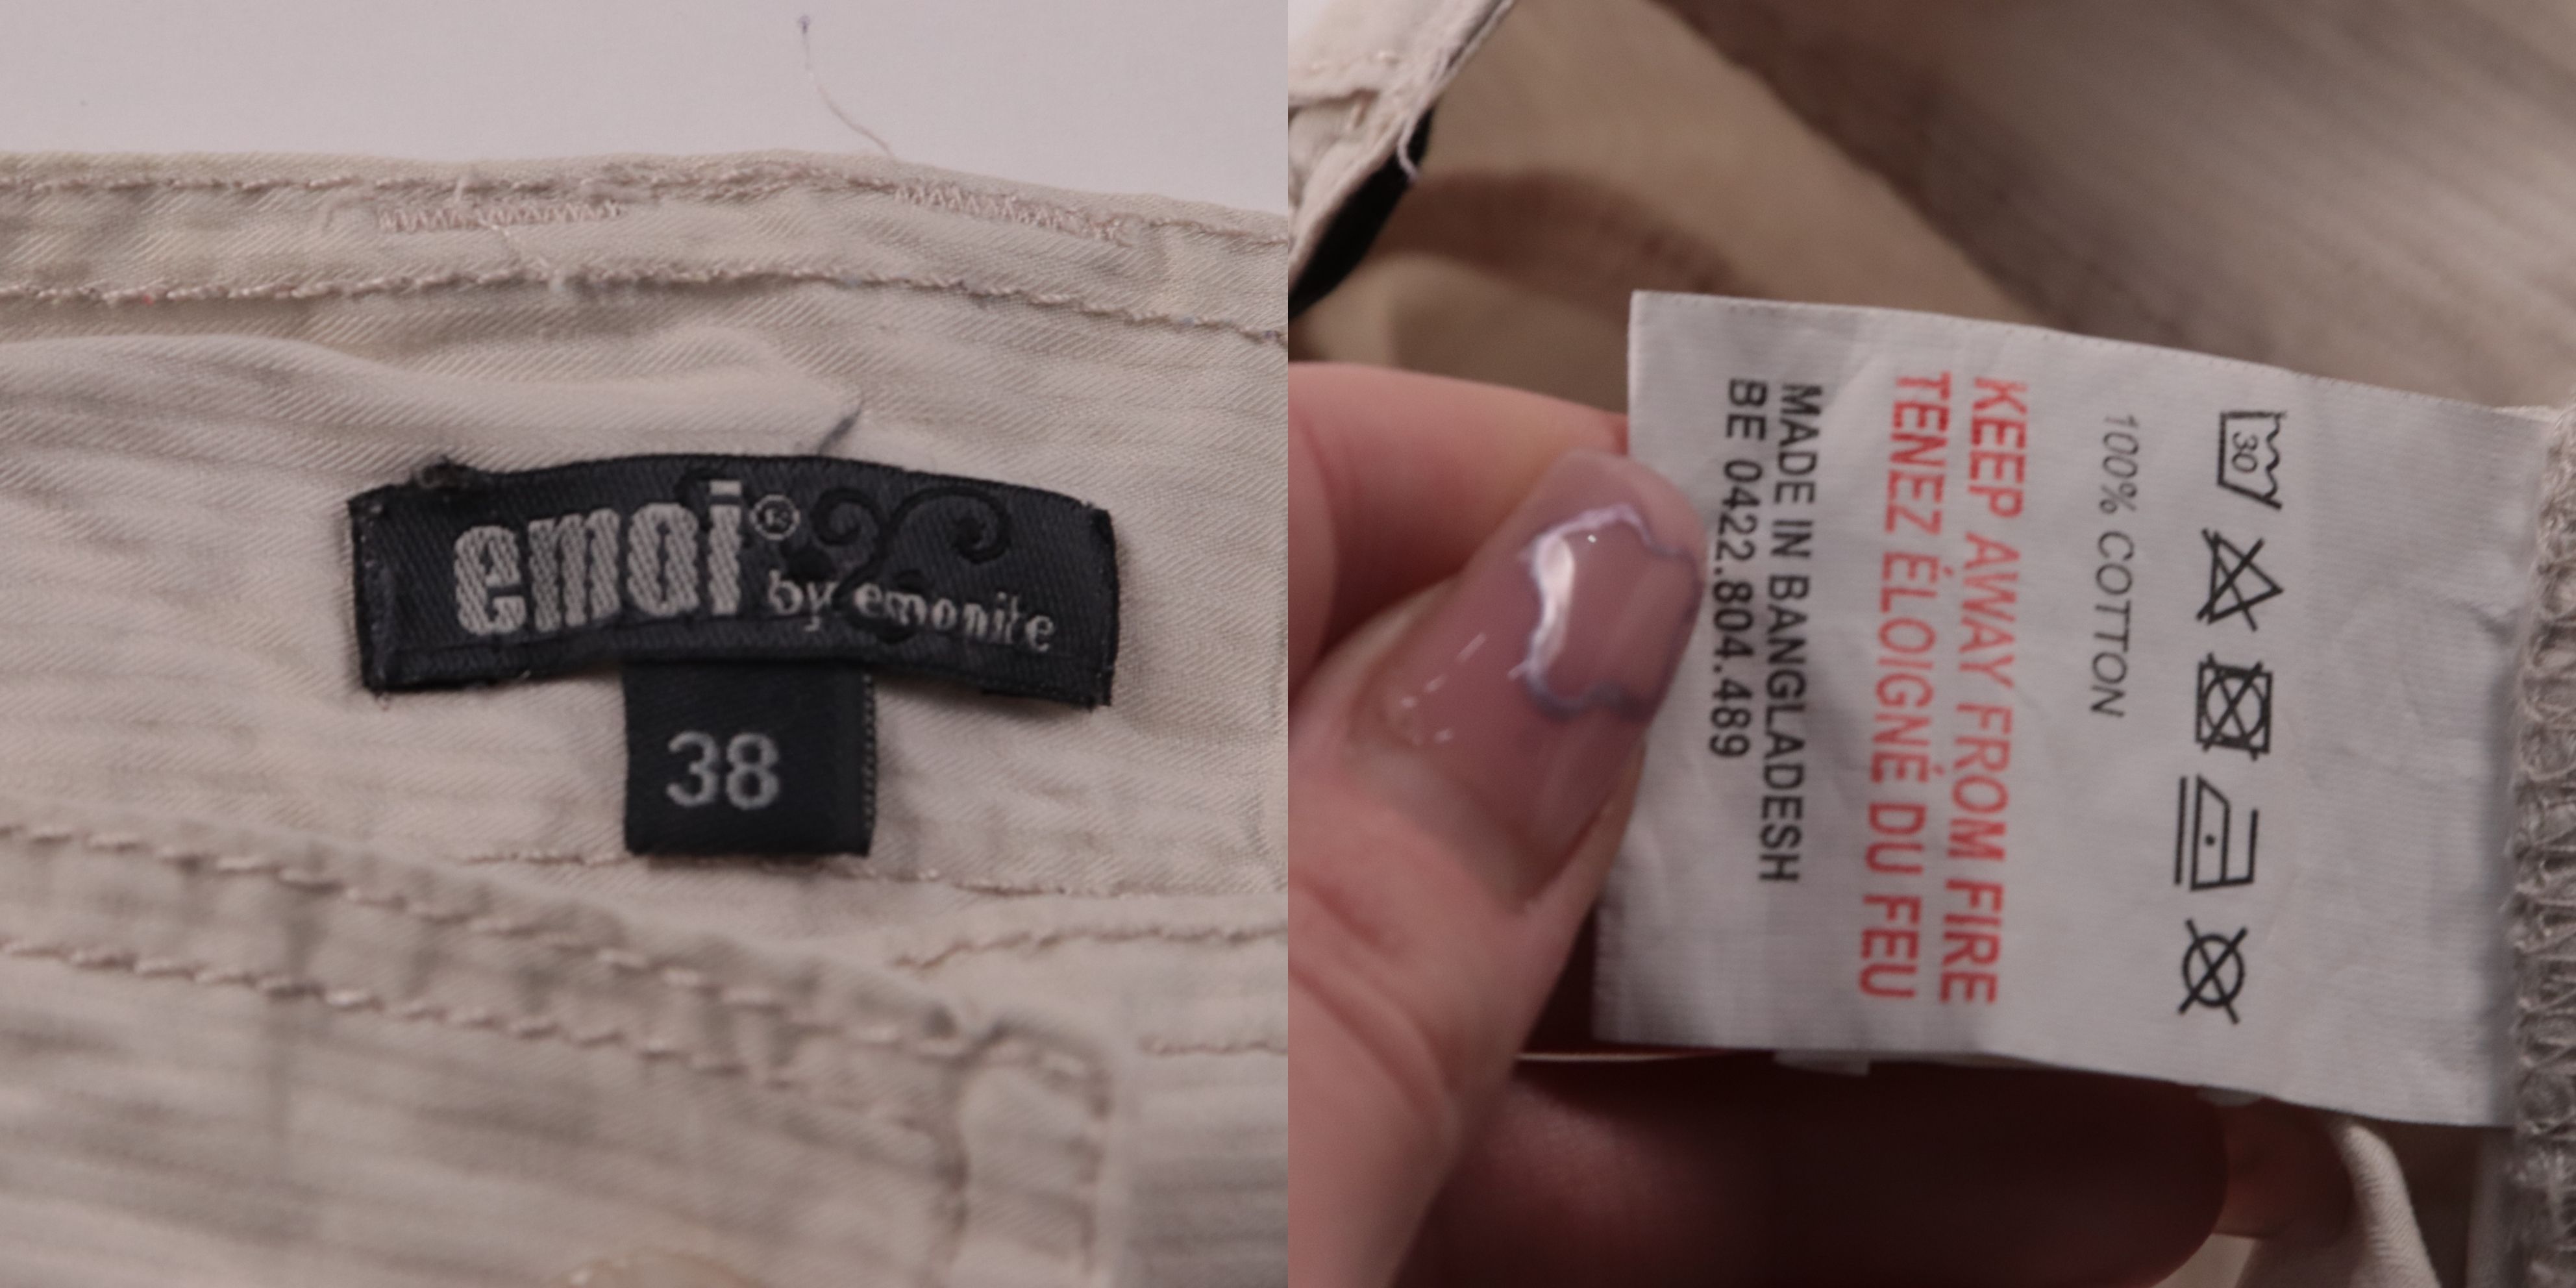 emoi®
by emonite
38
30
100% COTTON
KEEP AWAY FROM FIRE
TENEZ ÉLOIGNÉ DU FEU
MADE IN BANGLADESH
BE 0422.804.489